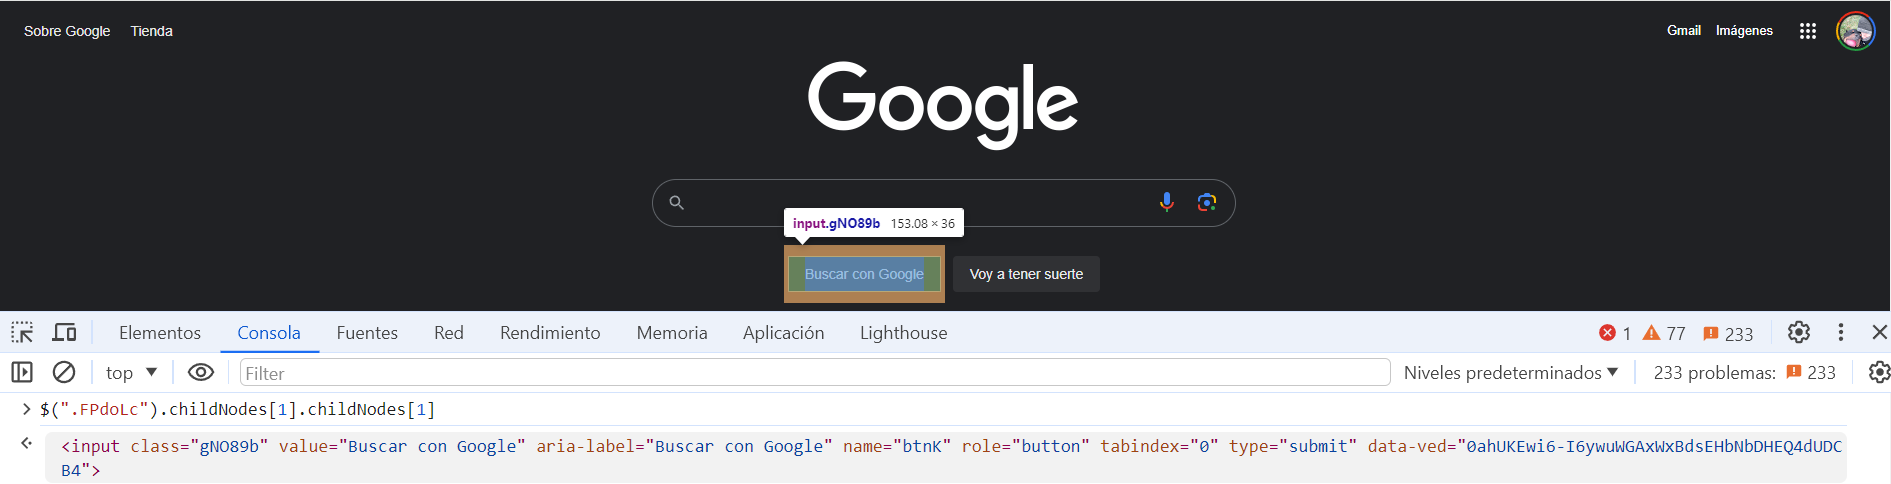 Sobre Google Tienda Gmail Imágenes
Google
input.gNO89b 153.08 × 36
Buscar con Google Voy a tener suerte
Elementos Consola Fuentes Red Rendimiento Memoria Aplicación Lighthouse 1 77 233
top Filter Niveles predeterminados 233 problemas: 233
$(".FPdoLc").childNodes[1].childNodes[1]
<input class="gNO89b" value="Buscar con Google" aria-label="Buscar con Google" name="btnK" role="button" tabindex="0" type="submit" data-ved="0ahUKEwi6-I6ywuWGAxWxBdsEHbNbDHEQ4dUDC
B4">